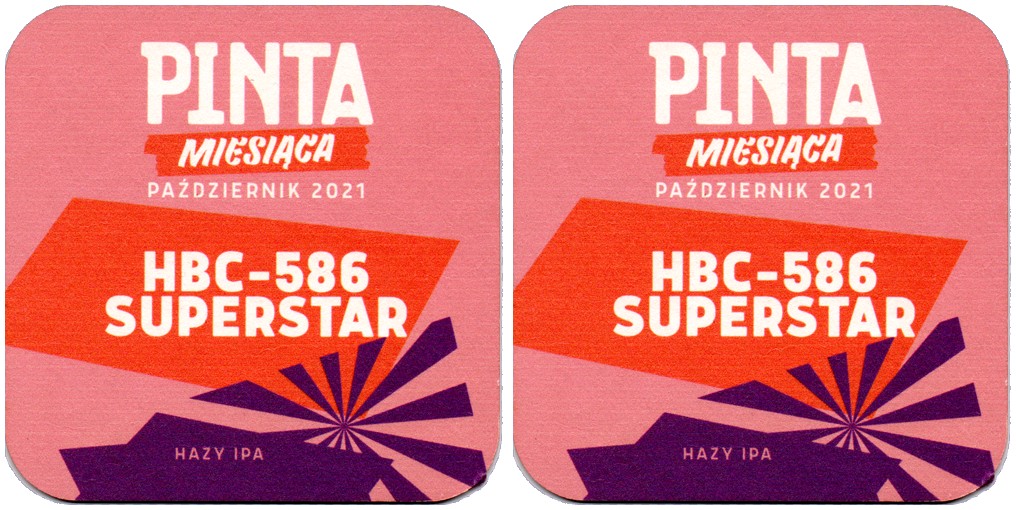 PINTA
MIESIĄCA
PAŹDZIERNIK 2021
HBC-586
SUPERSTAR
HAZY IPA
PINTA
MIESIĄCA
PAŹDZIERNIK 2021
HBC-586
SUPERSTAR
HAZY IPA